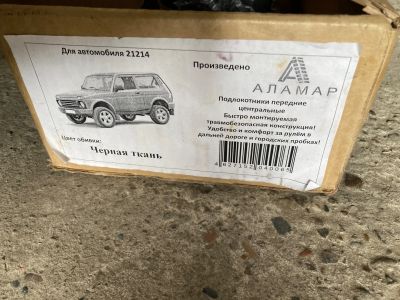 Для автомобиля 21214
Произведено
АЛАМАР
Подлокотники передние
центральные
Быстро монтируемая
травмобезопасная конструкция!
Удобство и комфорт за рулём в
дальней дороге и городских пробках!
Цвет обивки:
Черная ткань